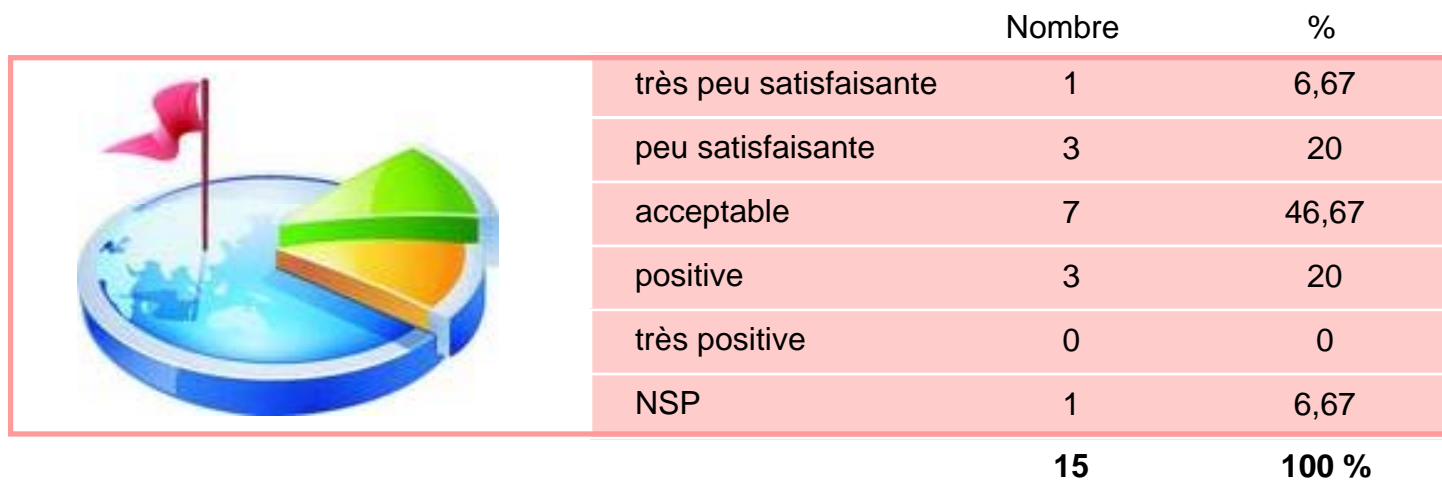 Nombre %
très peu satisfaisante 1 6,67
peu satisfaisante 3 20
acceptable 7 46,67
positive 3 20
très positive 0 0
NSP 1 6,67
15 100 %